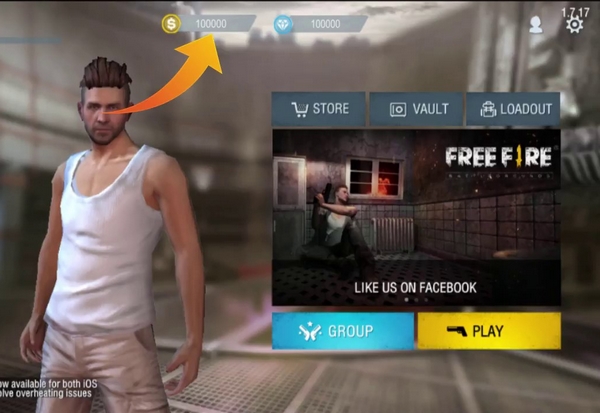 100000
100000
1.7.17
STORE
VAULT
LOADOUT
FREE FIRE
BATTLEGROUNDS
LIKE US ON FACEBOOK
GROUP
PLAY
ow available for both iOS
olve overheating issues